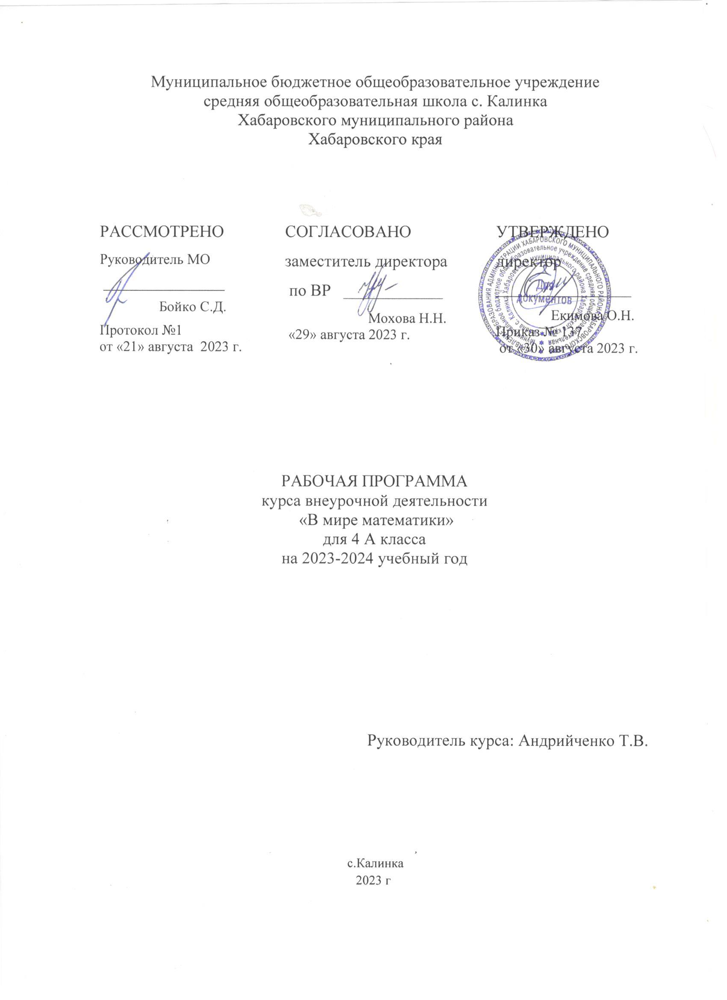 Муниципальное бюджетное общеобразовательное учреждение
средняя общеобразовательная школа с. Калинка
Хабаровского муниципального района
Хабаровского края
РАССМОТРЕНО
Руководитель МО
Бойко С.Д.
Протокол №1
от «21» августа 2023 г.
СОГЛАСОВАНО
заместитель директора
по ВР
Мохова Н.Н.
«29» августа 2023 г.
УТВЕРЖДЕНО
директор
Екимова О.Н.
Приказ № 137
от «30» августа 2023 г.
Для
документов
РАБОЧАЯ ПРОГРАММА
курса внеурочной деятельности
«В мире математики»
для 4 А класса
на 2023-2024 учебный год
Руководитель курса: Андрийченко Т.В.
с.Калинка
2023 г